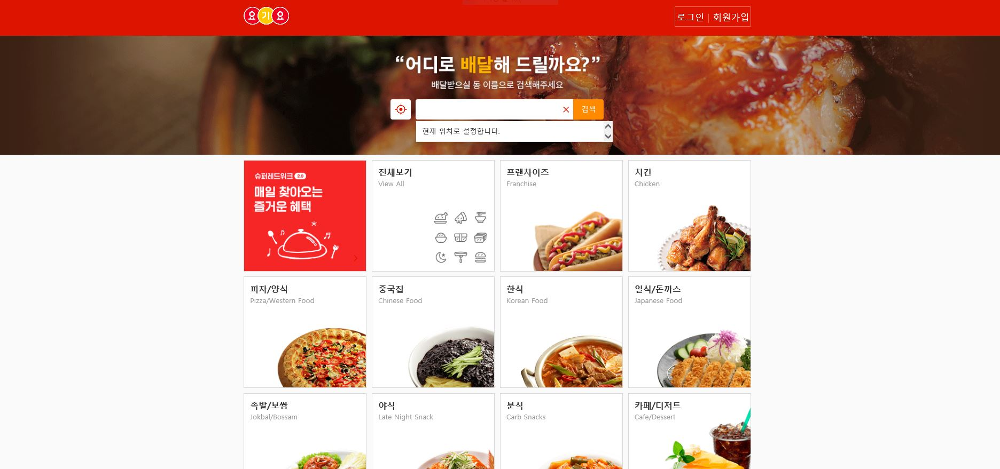 요기요
로그인 | 회원가입
“어디로 배달해 드릴까요?”
배달받으실 동 이름으로 검색해주세요
검색
현재 위치로 설정합니다.
슈퍼레드위크 2.0
매일 찾아오는
즐거운 혜택
전체보기
View All
프랜차이즈
Franchise
치킨
Chicken
피자/양식
Pizza/Western Food
중국집
Chinese Food
한식
Korean Food
일식/돈까스
Japanese Food
족발/보쌈
Jokbal/Bossam
야식
Late Night Snack
분식
Carb Snacks
카페/디저트
Cafe/Dessert